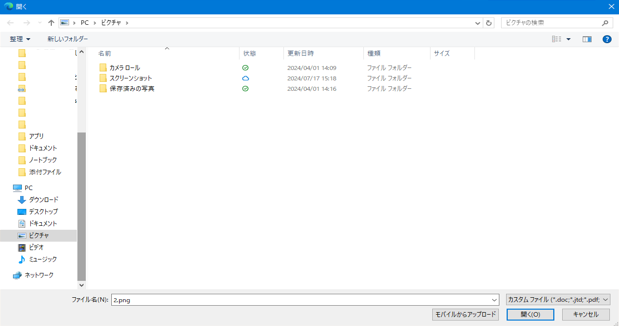 開く
PC › ピクチャ ›
ピクチャの検索
整理 新しいフォルダー
名前 状態 更新日時 種類 サイズ
カメラ ロール 2024/04/01 14:09 ファイル フォルダー
スクリーンショット 2024/07/17 15:18 ファイル フォルダー
保存済みの写真 2024/04/01 14:16 ファイル フォルダー
アプリ
ドキュメント
ノートブック
添付ファイル
PC
ダウンロード
デスクトップ
ドキュメント
ピクチャ
ビデオ
ミュージック
ネットワーク
ファイル名(N): 2.png
カスタム ファイル (*.doc;*.jtd;*.pdf;
モバイルからアップロード 開く(O) キャンセル